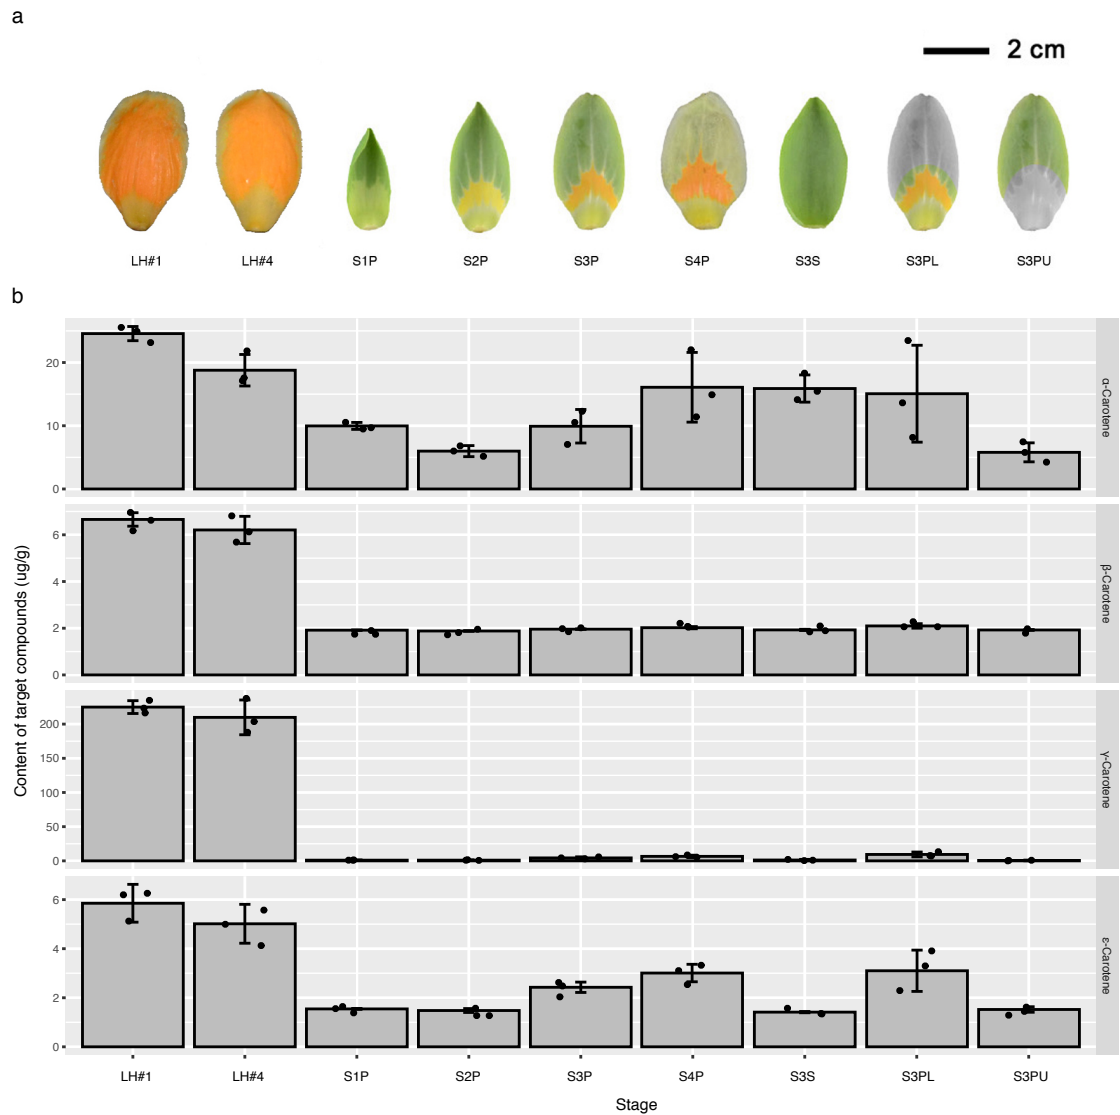 a
2 cm
LH#1 LH#4 S1P S2P S3P S4P S3S S3PL S3PU
b
Content of target compounds (ug/g)
20
10
0
α-Carotene
6
4
2
0
β-Carotene
200
150
100
50
0
γ-Carotene
6
4
2
0
ε-Carotene
LH#1 LH#4 S1P S2P S3P S4P S3S S3PL S3PU
Stage